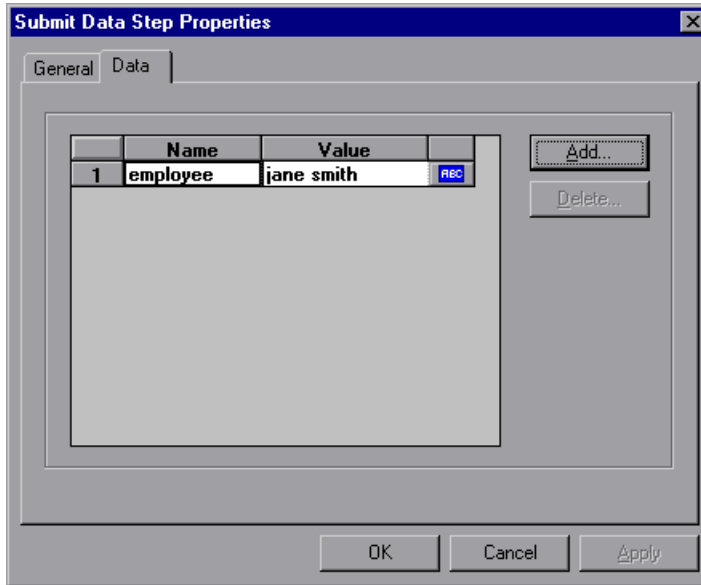 Submit Data Step Properties
General Data
Name Value
Add...
1 employee jane smith ABC
Delete...
OK Cancel Apply